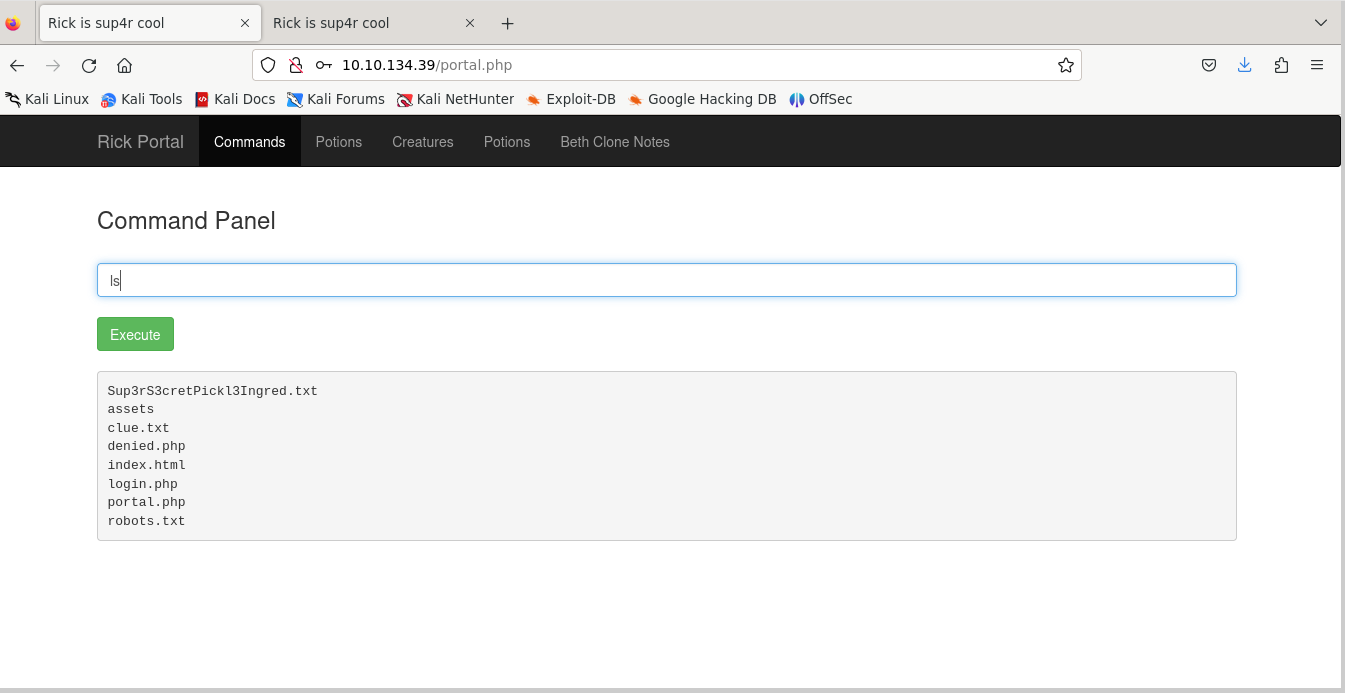 Rick is sup4r cool Rick is sup4r cool
10.10.134.39/portal.php
Kali Linux Kali Tools Kali Docs Kali Forums Kali NetHunter Exploit-DB Google Hacking DB OffSec
Rick Portal Commands Potions Creatures Potions Beth Clone Notes
Command Panel
ls
Execute
Sup3rS3cretPickl3Ingred.txt
assets
clue.txt
denied.php
index.html
login.php
portal.php
robots.txt